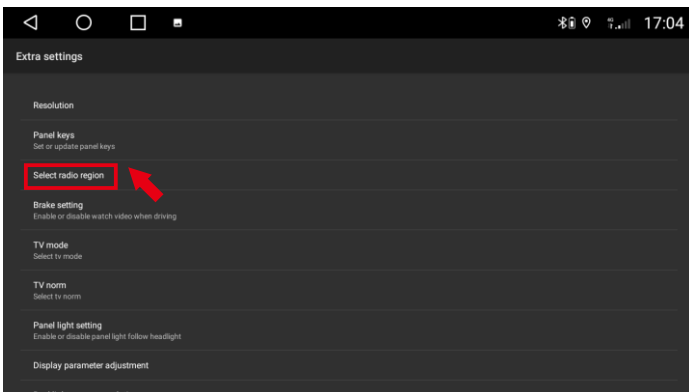 17:04
Extra settings
Resolution
Panel keys
Set or update panel keys
Select radio region
Brake setting
Enable or disable watch video when driving
TV mode
Select tv mode
TV norm
Select tv norm
Panel light setting
Enable or disable panel light follow headlight
Display parameter adjustment